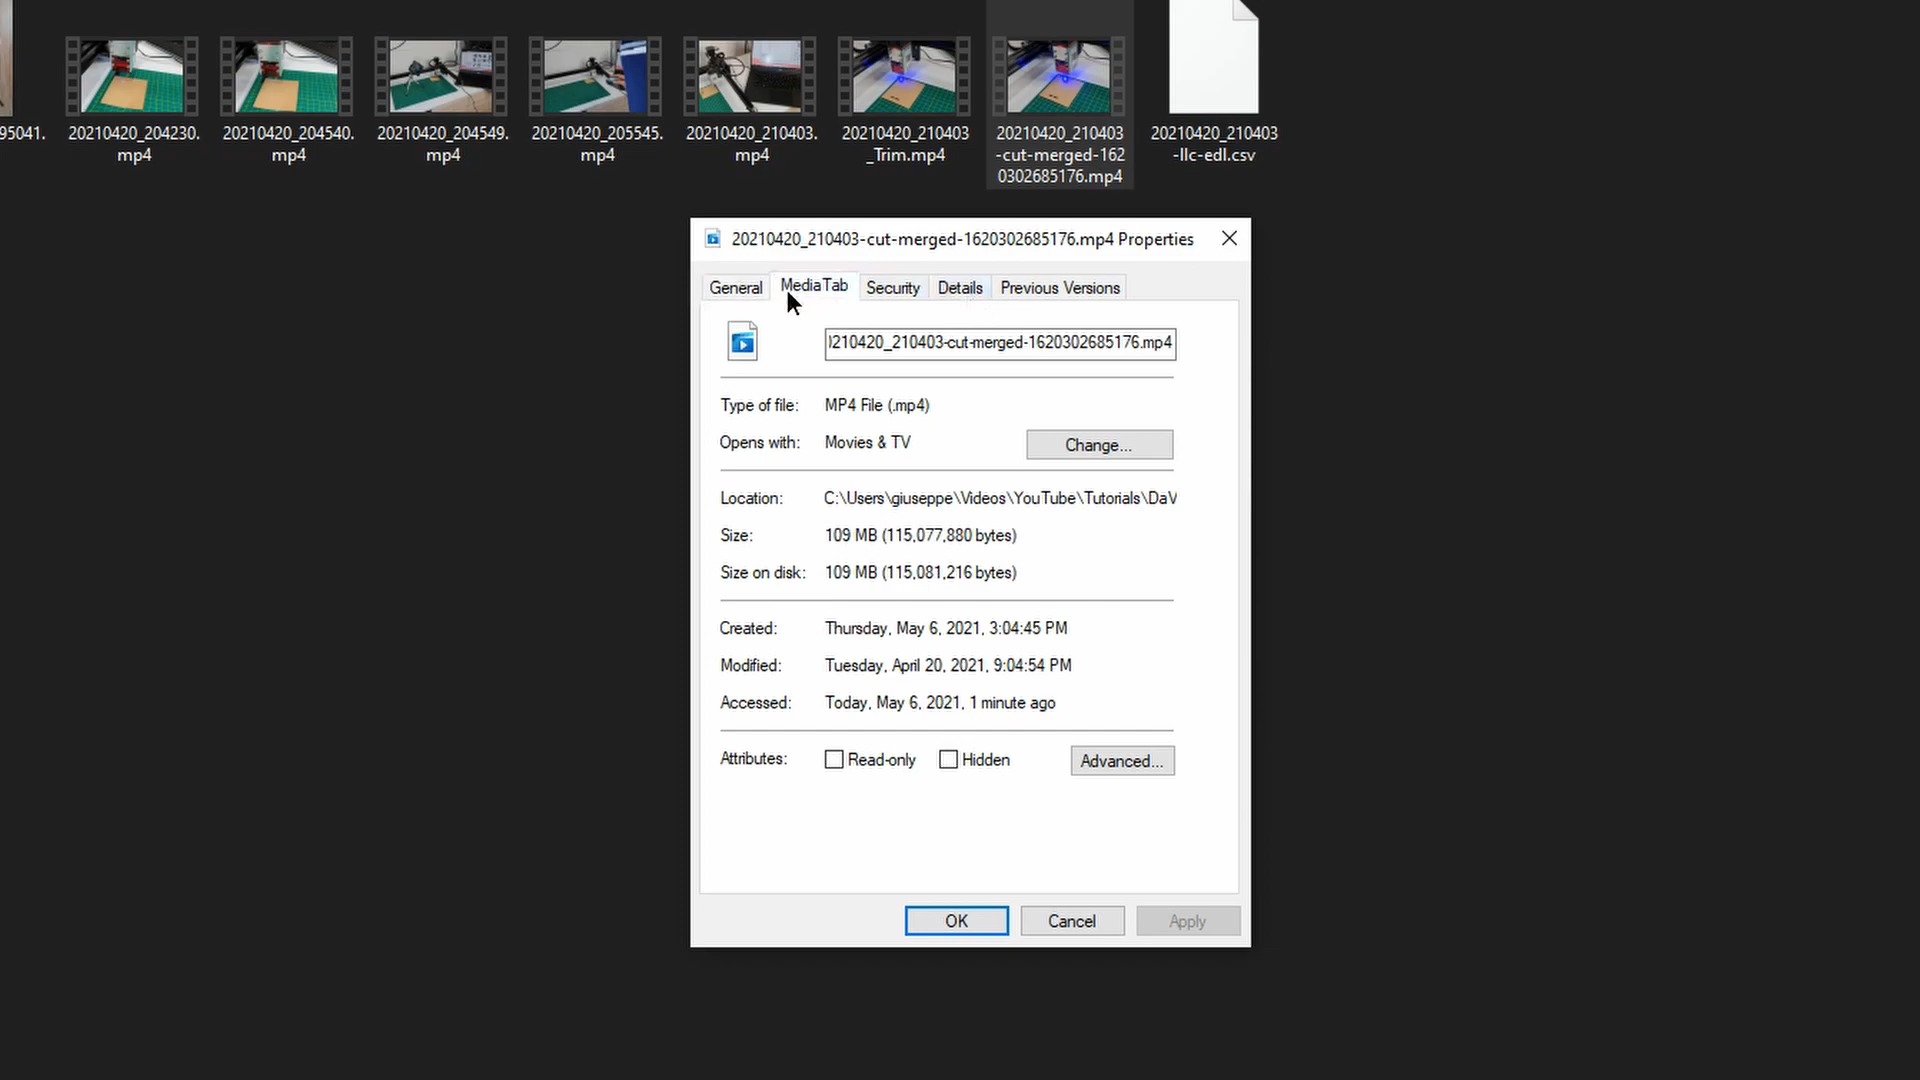 95041.
20210420_204230.
mp4
20210420_204540.
mp4
20210420_204549.
mp4
20210420_205545.
mp4
20210420_210403.
mp4
20210420_210403
_Trim.mp4
20210420_210403
-cut-merged-162
0302685176.mp4
20210420_210403
-llc-edl.csv
20210420_210403-cut-merged-1620302685176.mp4 Properties
General MediaTab Security Details Previous Versions
210420_210403-cut-merged-1620302685176.mp4
Type of file: MP4 File (.mp4)
Opens with: Movies & TV Change...
Location: C:\Users\giuseppe\Videos\YouTube\Tutorials\DaV
Size: 109 MB (115,077,880 bytes)
Size on disk: 109 MB (115,081,216 bytes)
Created: Thursday, May 6, 2021, 3:04:45 PM
Modified: Tuesday, April 20, 2021, 9:04:54 PM
Accessed: Today, May 6, 2021, 1 minute ago
Attributes: Read-only Hidden Advanced...
OK Cancel Apply